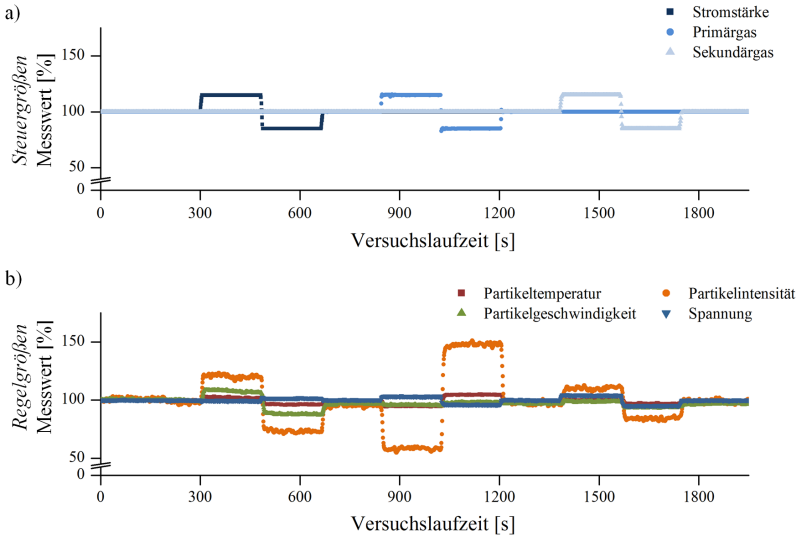 a)
Stromstärke
Primärgas
Sekundärgas
Steuergrößen
Messwert [%]
150
100
50
0
0
300
600
900
1200
1500
1800
Versuchslaufzeit [s]
b)
Partikeltemperatur
Partikelintensität
Partikelgeschwindigkeit
Spannung
Regelgrößen
Messwert [%]
150
100
50
0
0
300
600
900
1200
1500
1800
Versuchslaufzeit [s]